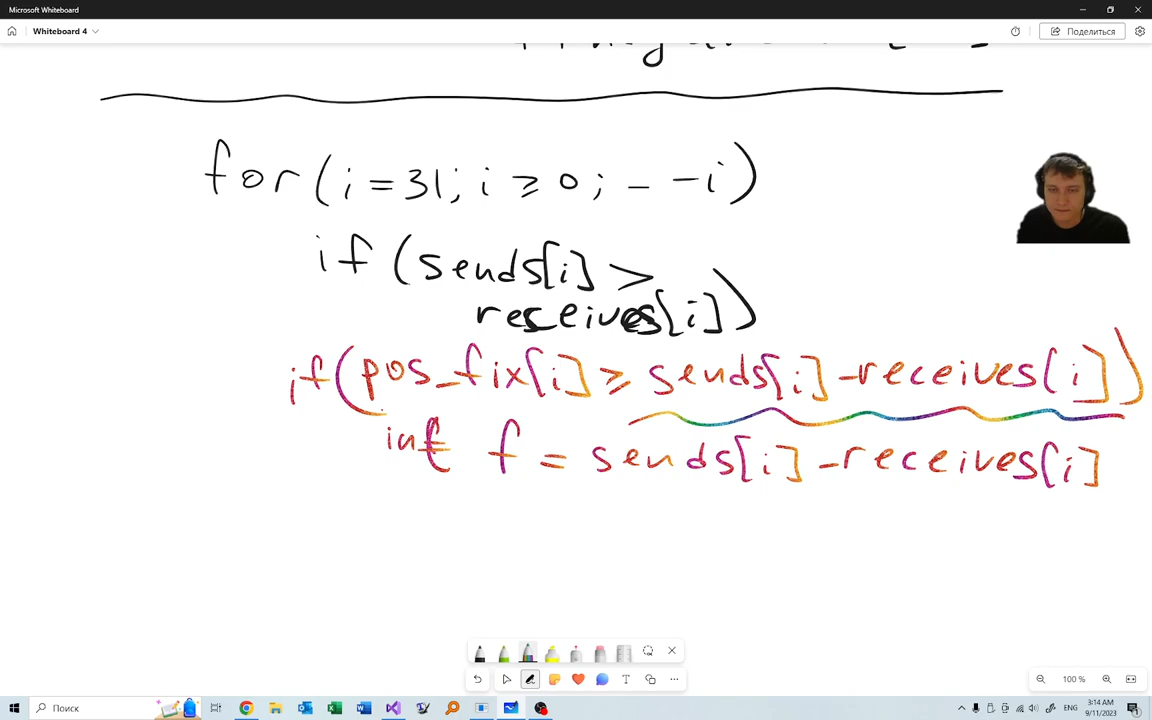 Microsoft Whiteboard
Whiteboard 4
Поделиться
for(i=31; i ≥ 0; --i)
if (sends[i] >
receives[i])
if(pos_fix[i] ≥ sends[i]-receives[i])
int f = sends[i]-receives[i]
100 %
Поиск
ENG
3:14 AM
9/11/2023